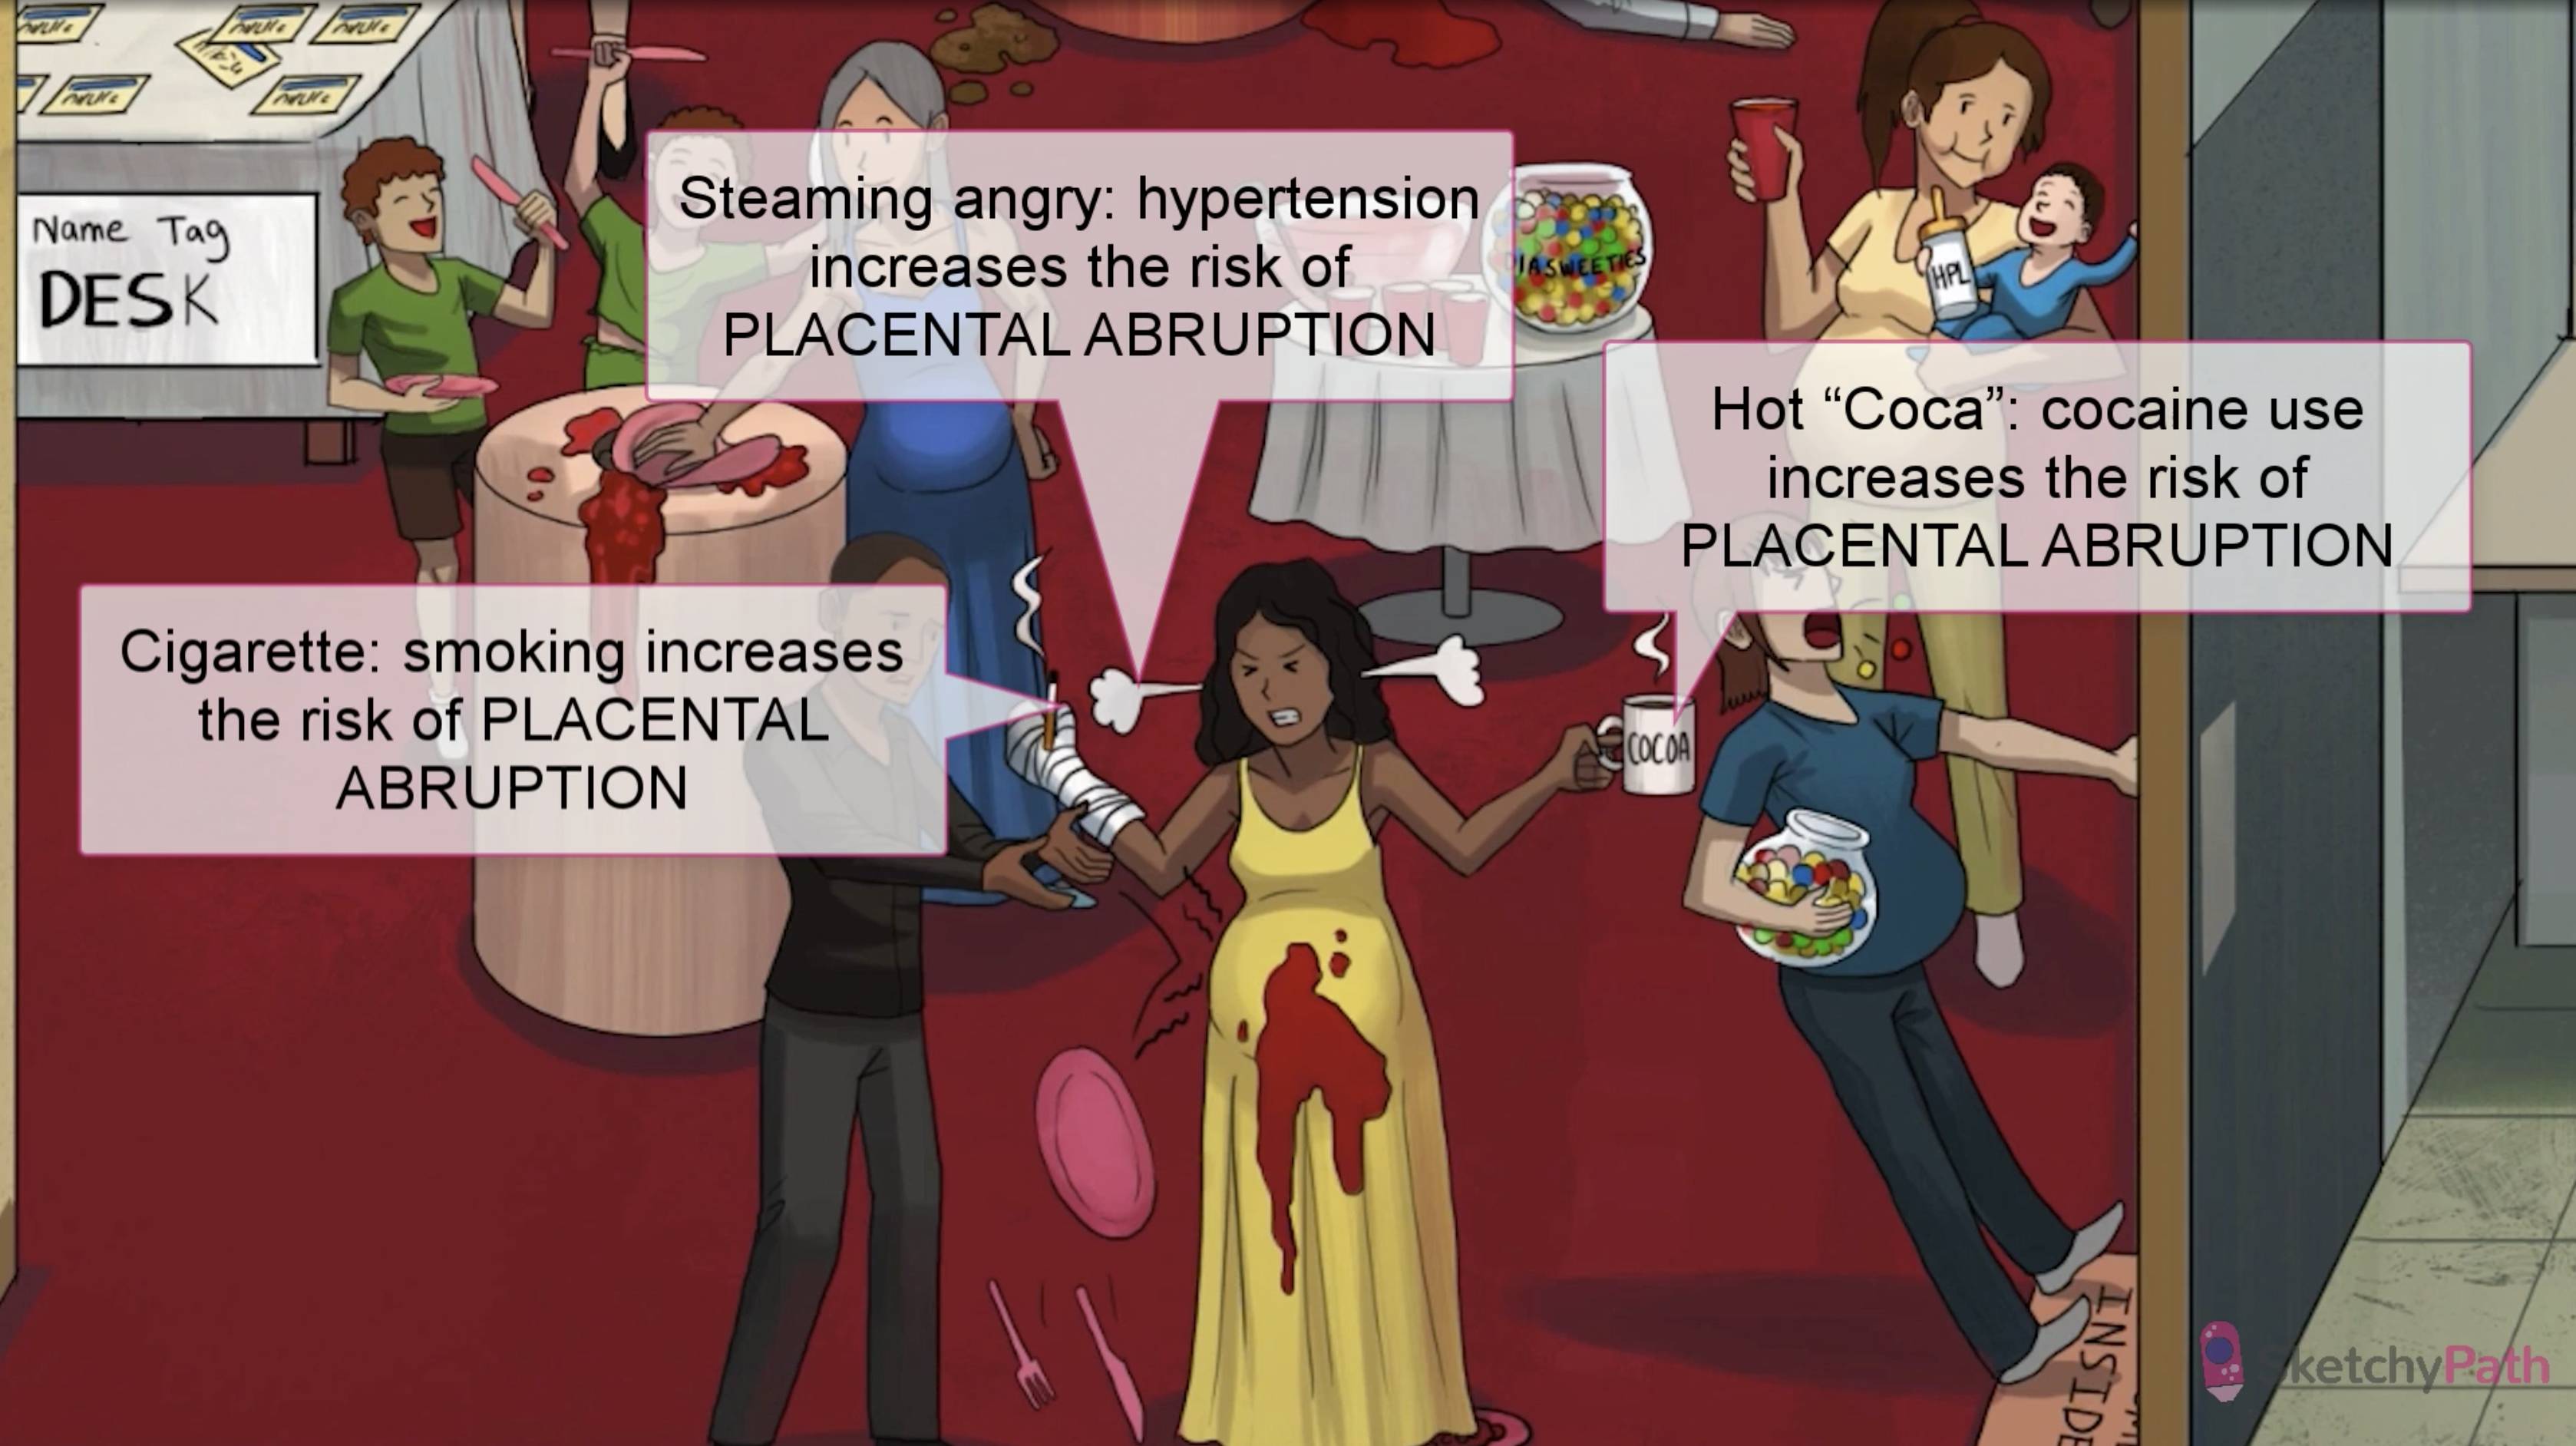 Name Tag
DESK
Steaming angry: hypertension
increases the risk of
PLACENTAL ABRUPTION
IASWEETIES
HPL
Hot “Coca”: cocaine use
increases the risk of
PLACENTAL ABRUPTION
Cigarette: smoking increases
the risk of PLACENTAL
ABRUPTION
COCOA
INSIDE
SketchyPath